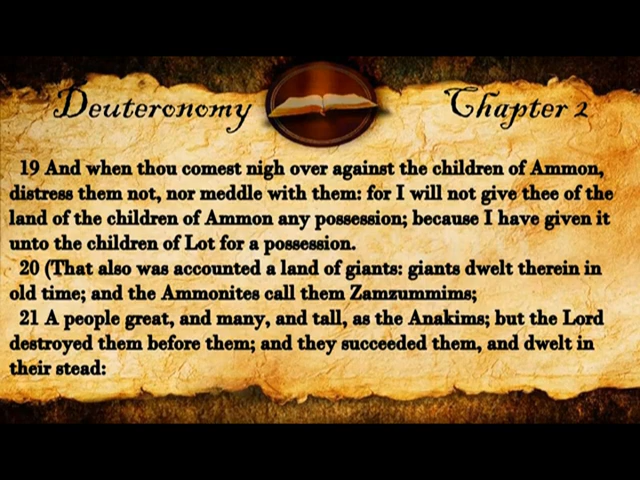 Deuteronomy Chapter 2
19 And when thou comest nigh over against the children of Ammon,
distress them not, nor meddle with them: for I will not give thee of the
land of the children of Ammon any possession; because I have given it
unto the children of Lot for a possession.
20 (That also was accounted a land of giants: giants dwelt therein in
old time; and the Ammonites call them Zamzummims;
21 A people great, and many, and tall, as the Anakims; but the Lord
destroyed them before them; and they succeeded them, and dwelt in
their stead: